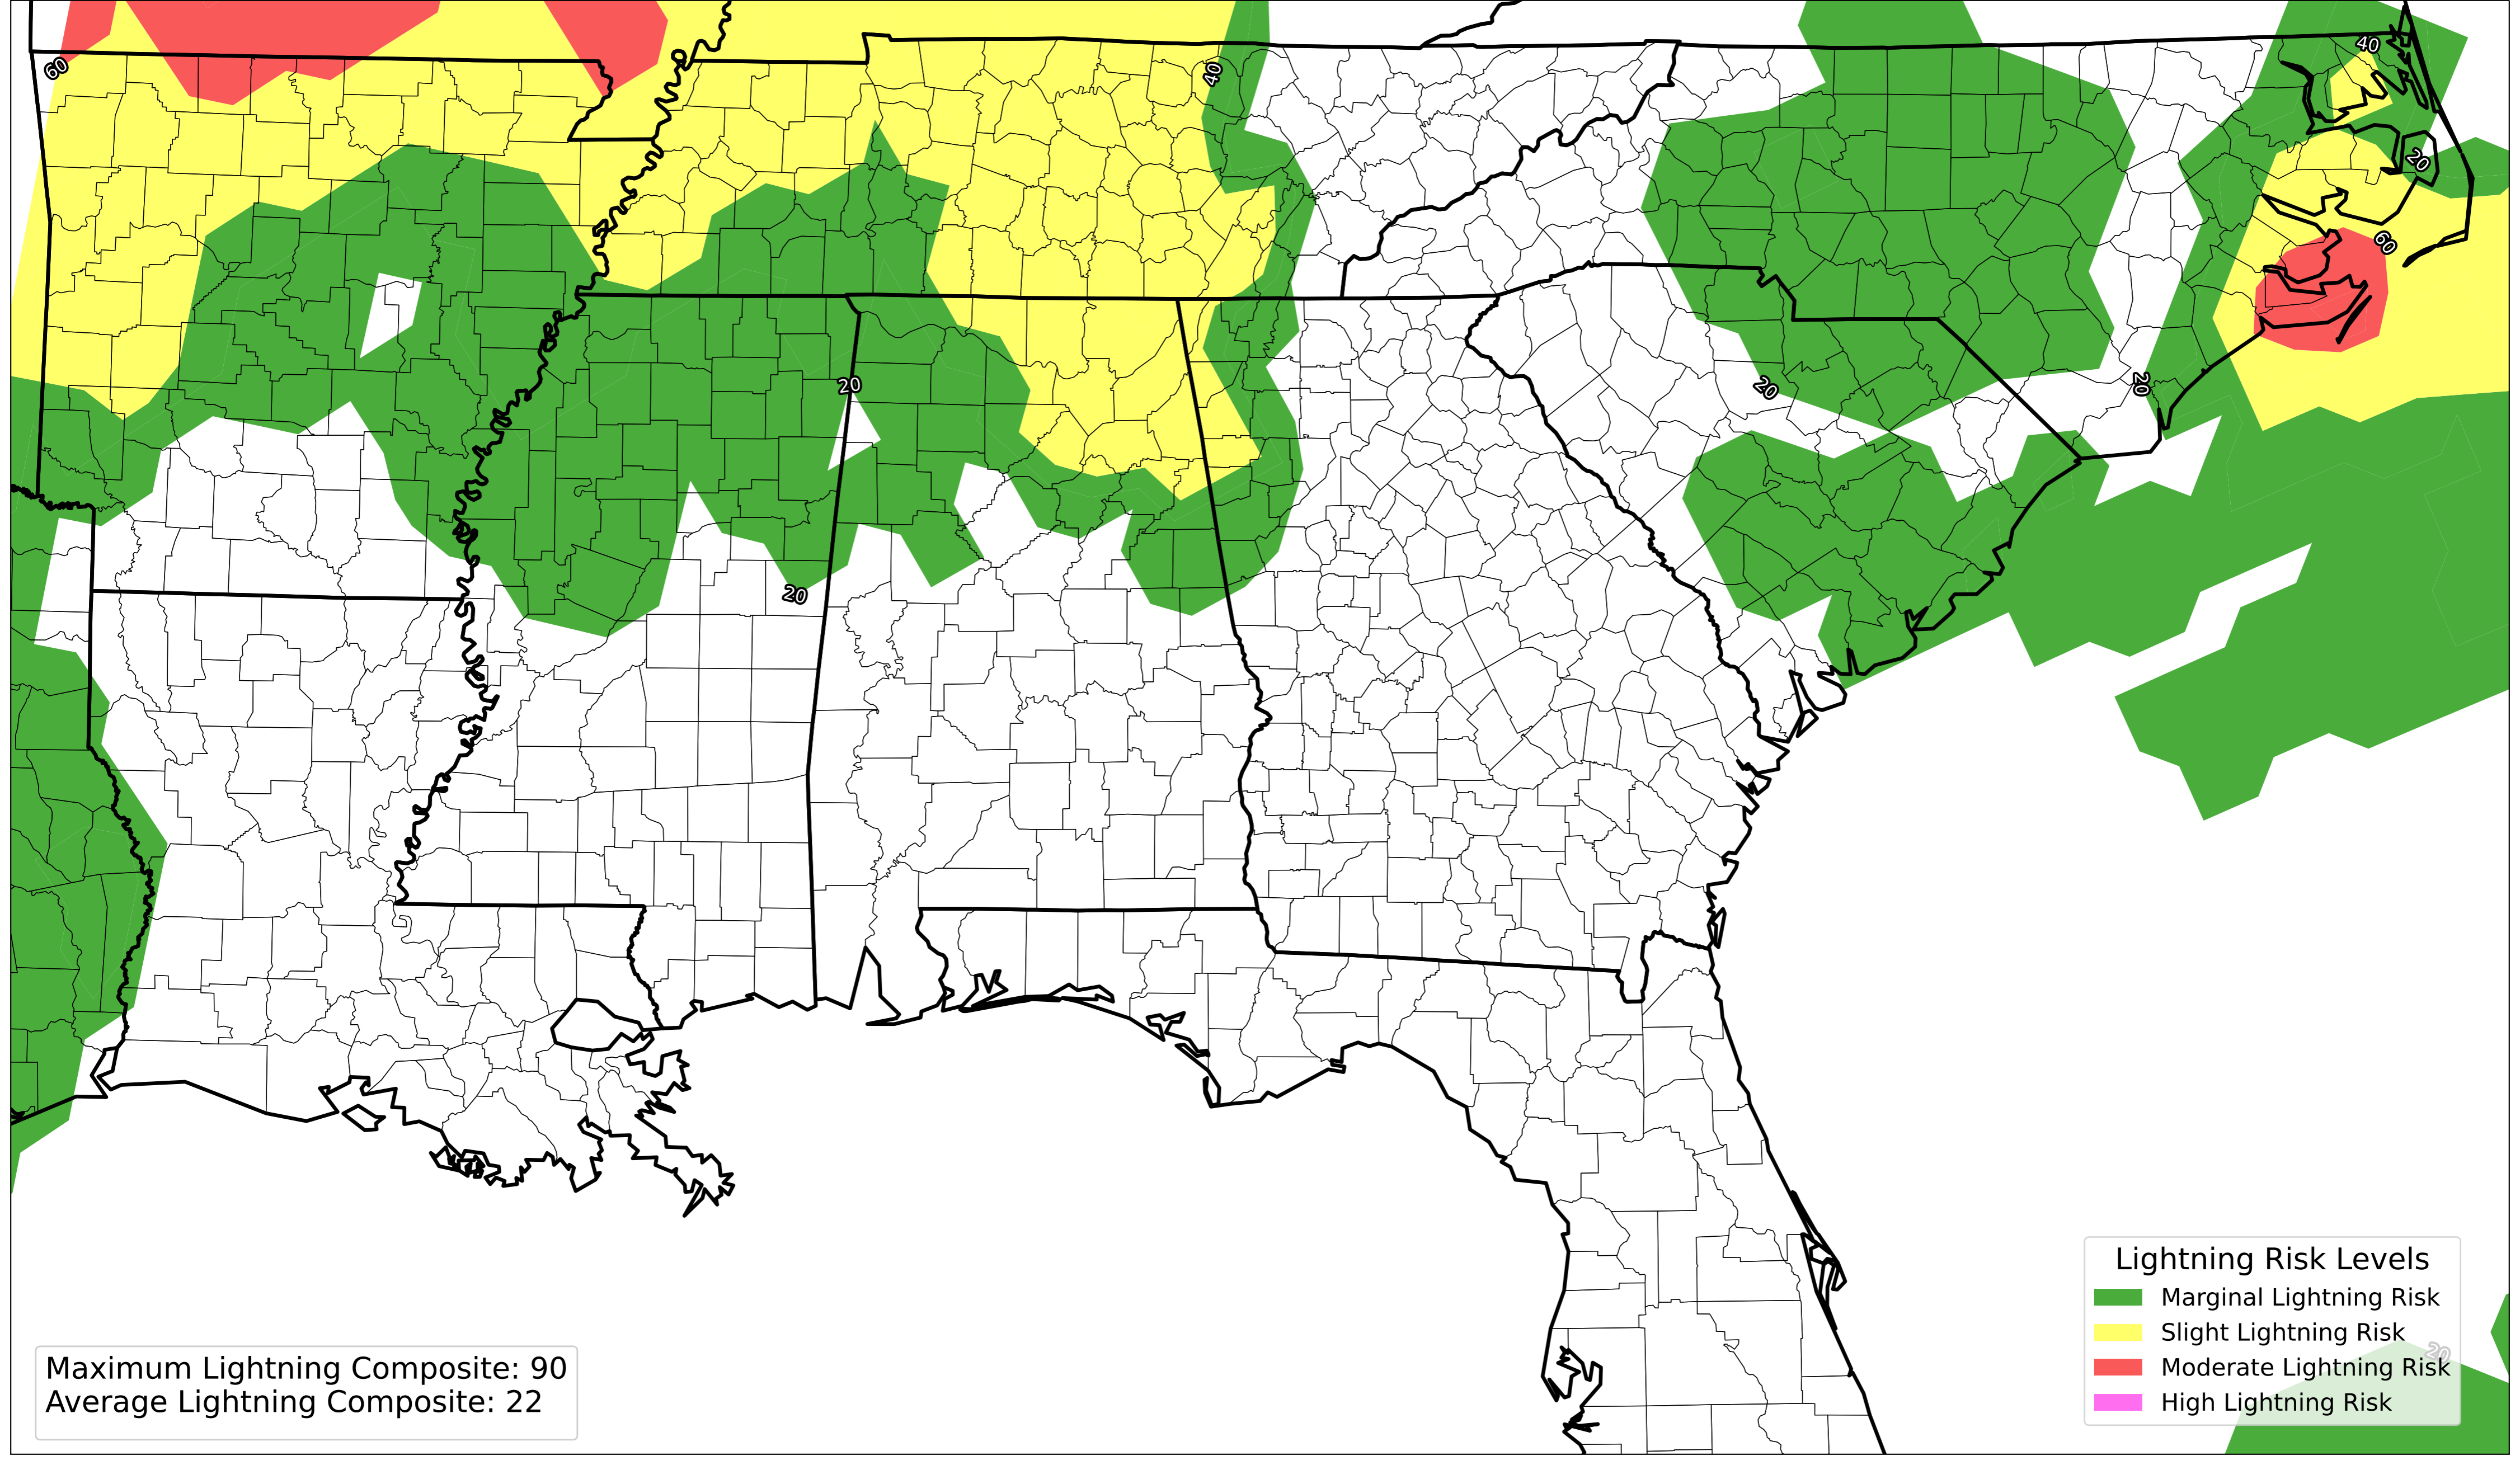 60
40
40
20
60
20
20
20
20
Lightning Risk Levels
Marginal Lightning Risk
Slight Lightning Risk
20
Moderate Lightning Risk
High Lightning Risk
Maximum Lightning Composite: 90
Average Lightning Composite: 22